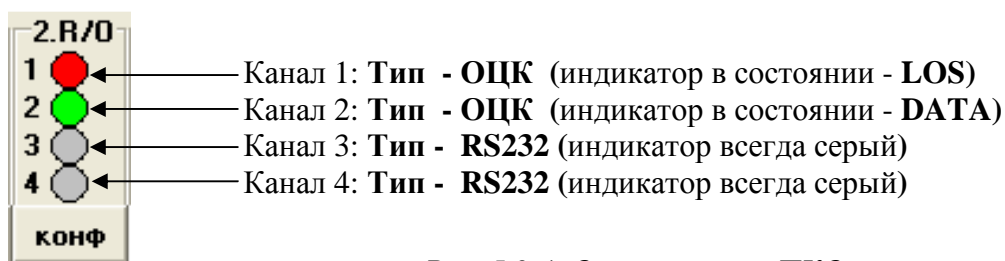 2.R/O
1 Канал 1: Тип - ОЦК (индикатор в состоянии - LOS)
2 Канал 2: Тип - ОЦК (индикатор в состоянии - DATA)
3 Канал 3: Тип - RS232 (индикатор всегда серый)
4 Канал 4: Тип - RS232 (индикатор всегда серый)
конф